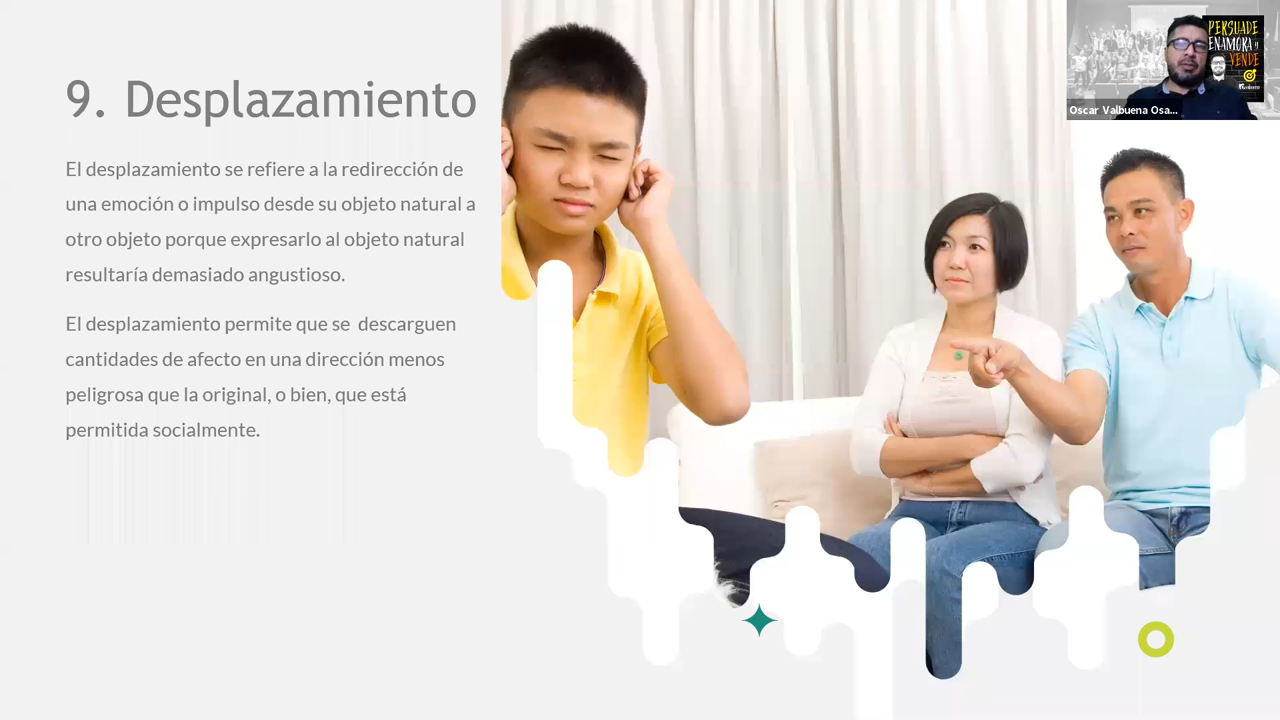 9. Desplazamiento
El desplazamiento se refiere a la redirección de
una emoción o impulso desde su objeto natural a
otro objeto porque expresarlo al objeto natural
resultaría demasiado angustioso.
El desplazamiento permite que se descarguen
cantidades de afecto en una dirección menos
peligrosa que la original, o bien, que está
permitida socialmente.
PERSUADE
ENAMORA y
VENDE
Oscar Valbuena Osa...